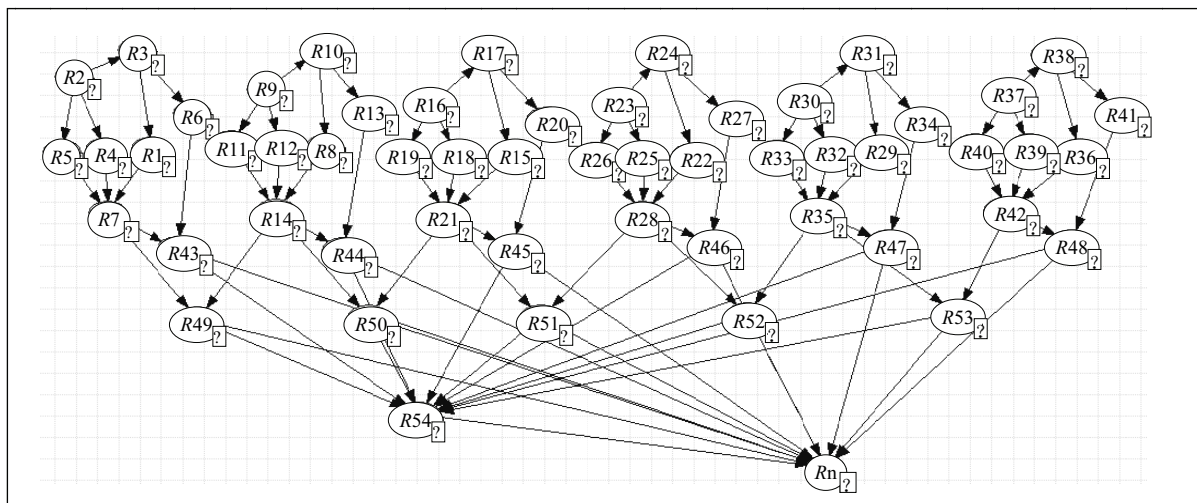 R3 ?
R10 ?
R17 ?
R24 ?
R31 ?
R38 ?
R2 ?
R9 ?
R16 ?
R23 ?
R30 ?
R37 ?
R6 ?
R13 ?
R20 ?
R27 ?
R34 ?
R41 ?
R5 ?
R4 ?
R1 ?
R11 ?
R12 ?
R8 ?
R19 ?
R18 ?
R15 ?
R26 ?
R25 ?
R22 ?
R33 ?
R32 ?
R29 ?
R40 ?
R39 ?
R36 ?
R7 ?
R14 ?
R21 ?
R28 ?
R35 ?
R42 ?
R43 ?
R44 ?
R45 ?
R46 ?
R47 ?
R48 ?
R49 ?
R50 ?
R51 ?
R52 ?
R53 ?
R54 ?
Rn ?